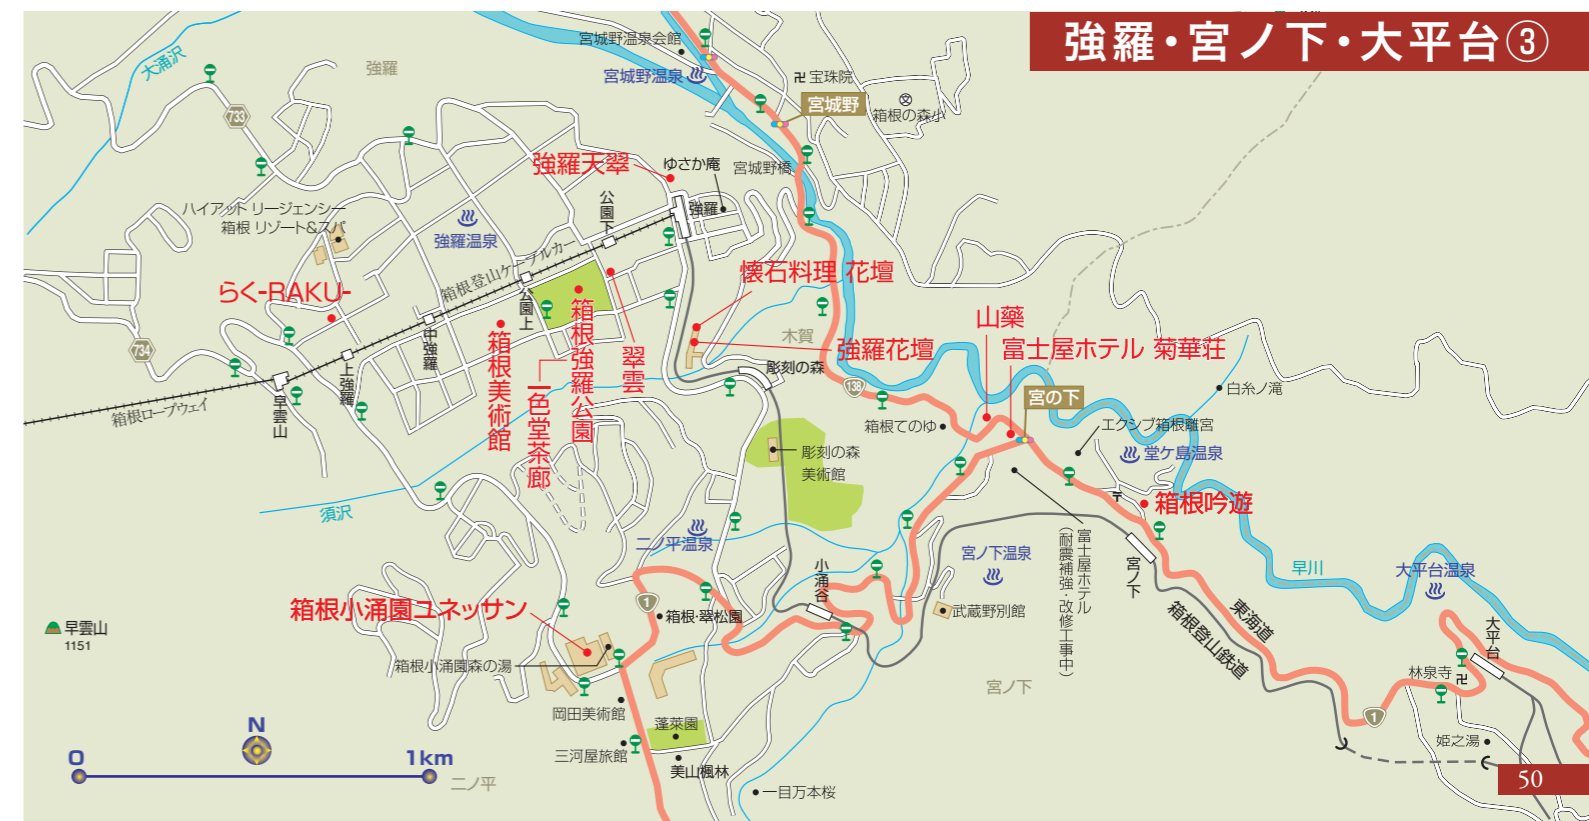 強羅・宮ノ下・大平台③
大涌沢
強羅
宮城野温泉会館
宮城野温泉
宝珠院
宮城野
箱根の森小
733
強羅天翠
ゆさか庵
宮城野橋
公園下
強羅
ハイアット リージェンシー
箱根 リゾート&スパ
強羅温泉
箱根登山ケーブルカー
懐石料理 花壇
らく-RAKU-
公園上
箱根強羅公園
一色堂茶廊
箱根美術館
翠雲
中強羅
上強羅
早雲山
734
箱根ロープウェイ
木賀
強羅花壇
彫刻の森
山薬
富士屋ホテル 菊華荘
138
宮の下
白糸ノ滝
箱根てのゆ
エクシブ箱根離宮
堂ケ島温泉
彫刻の森
美術館
箱根吟遊
須沢
二ノ平温泉
小涌谷
宮ノ下温泉
富士屋ホテル
(耐震補強・改修工事中)
宮ノ下
早川
大平台温泉
箱根小涌園ユネッサン
1
箱根・翠松園
武蔵野別館
東海道
箱根登山鉄道
大平台
早雲山
1151
箱根小涌園森の湯
宮ノ下
林泉寺
岡田美術館
蓬莱園
1
三河屋旅館
美山楓林
姫之湯
N
0
1km
二ノ平
一目万本桜
50